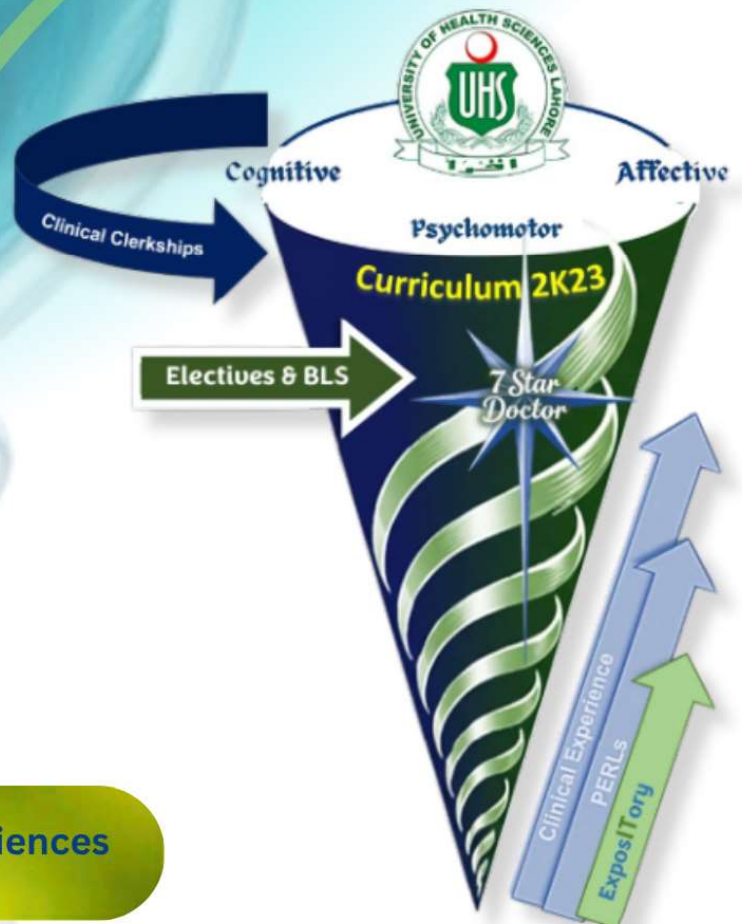 UNIVERSITY OF HEALTH SCIENCES LAHORE
UHS
Cognitive
Affective
Psychomotor
Clinical Clerkships
Curriculum 2K23
Electives & BLS
7 Star
Doctor
Clinical Experience
PERLs
ExposITory
iences